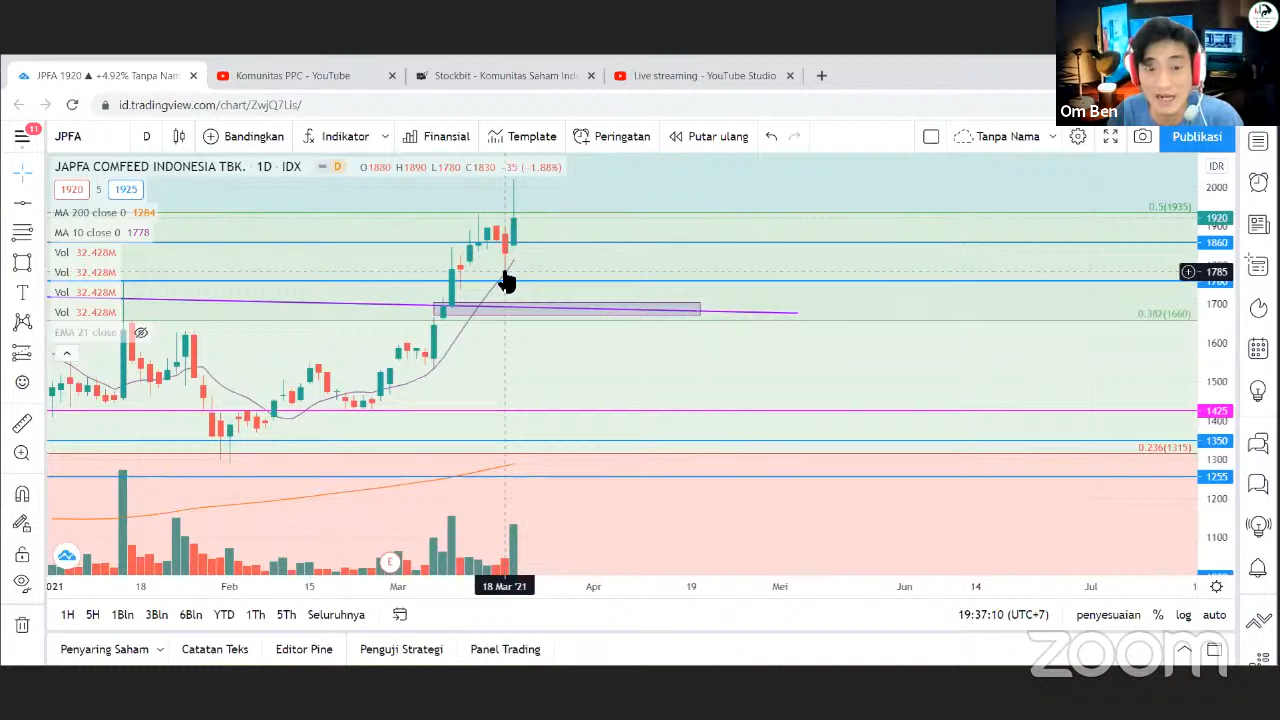 Om Ben
JPFA 1920 ▲ +4.92% Tanpa Nam
Komunitas PPC - YouTube
Stockbit - Komunitas Saham Ind
Live streaming - YouTube Studio
id.tradingview.com/chart/ZwjQ7Lis/
11
JPFA
D
Bandingkan
Indikator
Finansial
Template
Peringatan
Putar ulang
Tanpa Nama
Publikasi
JAPFA COMFEED INDONESIA TBK. · 1D · IDX
D
O1880 H1890 L1780 C1830 -35 (-1.88%)
IDR
1920
5
1925
2000
0.5(1935)
MA 200 close 0 1284
1920
1900
MA 10 close 0 1778
1860
Vol 32.428M
Vol 32.428M
1785
1760
Vol 32.428M
1700
Vol 32.428M
0.382(1660)
EMA 21 close
1600
1500
1425
1400
1350
0.236(1315)
1300
1255
1200
1100
E
021
18
Feb
15
Mar
18 Mar '21
Apr
19
Mei
Jun
14
Jul
1H 5H 1Bln 3Bln 6Bln YTD 1Th 5Th Seluruhnya
19:37:10 (UTC+7)
penyesuaian % log auto
Penyaring Saham
Catatan Teks
Editor Pine
Penguji Strategi
Panel Trading
zoom